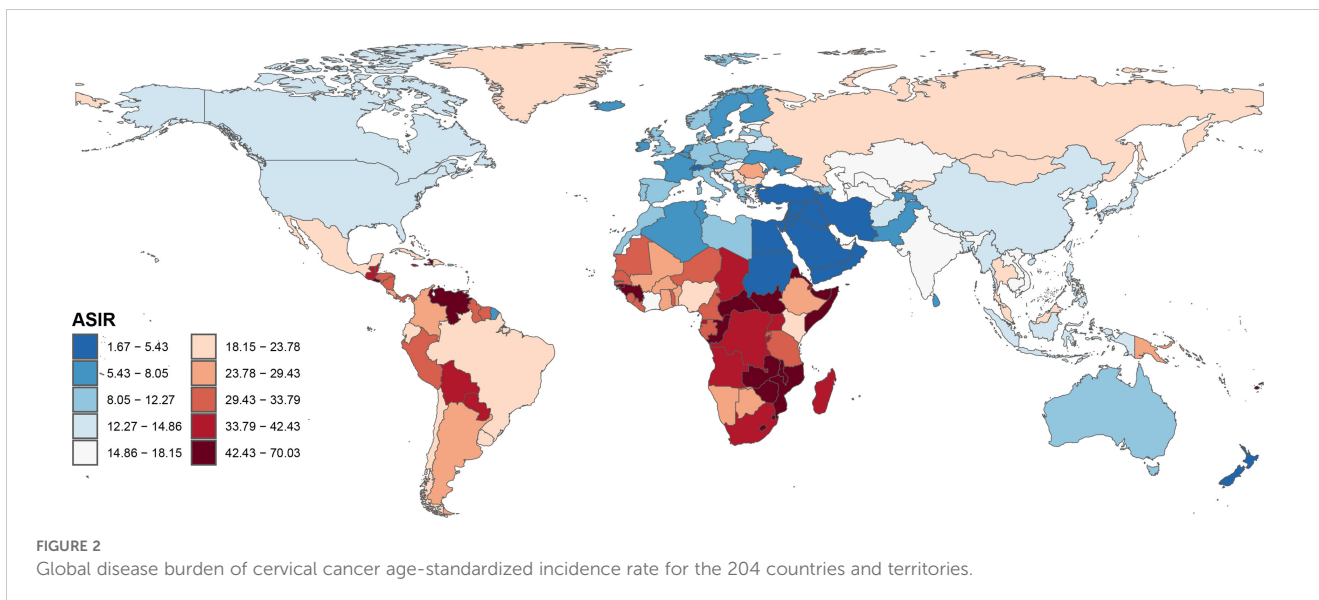 ASIR
1.67 – 5.43
5.43 – 8.05
8.05 – 12.27
12.27 – 14.86
14.86 – 18.15
18.15 – 23.78
23.78 – 29.43
29.43 – 33.79
33.79 – 42.43
42.43 – 70.03
FIGURE 2
Global disease burden of cervical cancer age-standardized incidence rate for the 204 countries and territories.